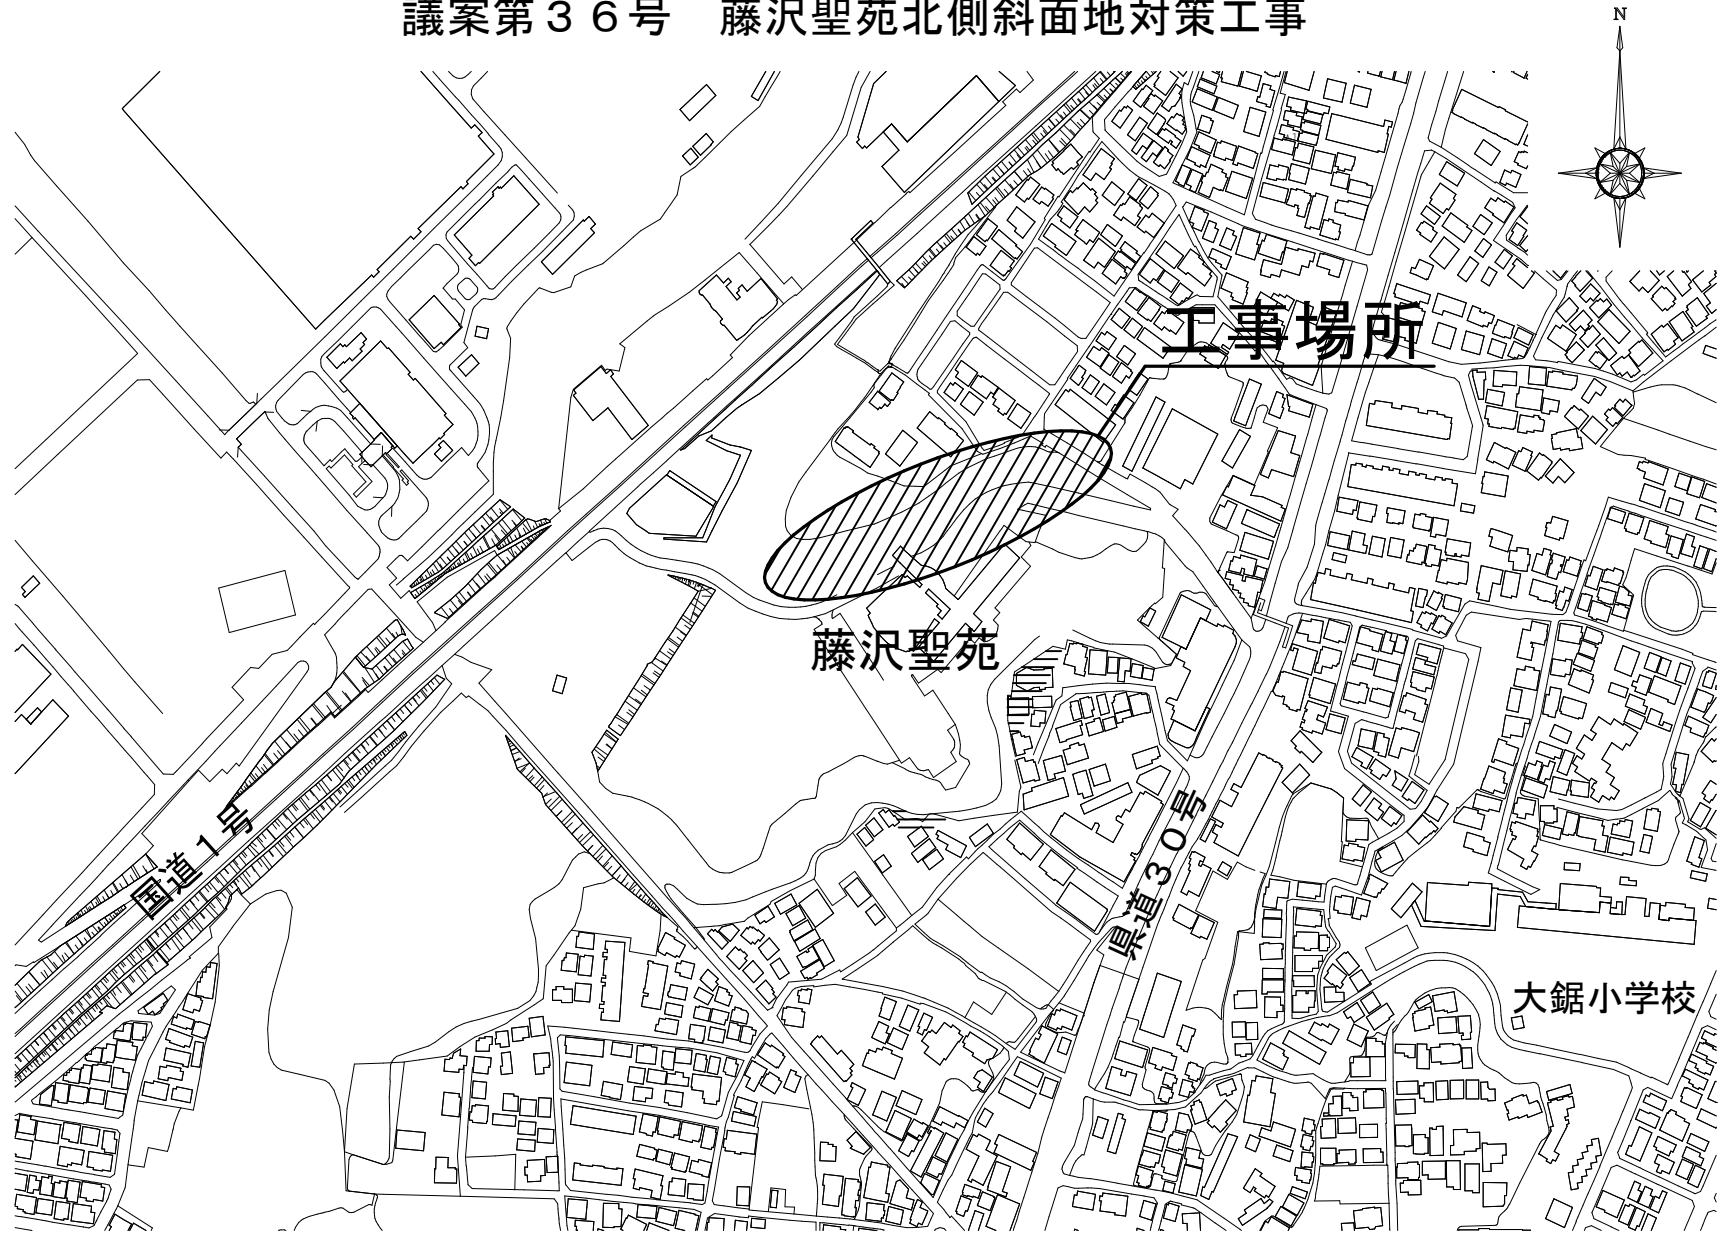 議案第３６号　藤沢聖苑北側斜面地対策工事
N
工事場所
藤沢聖苑
国道１号
県道３０号
大鋸小学校